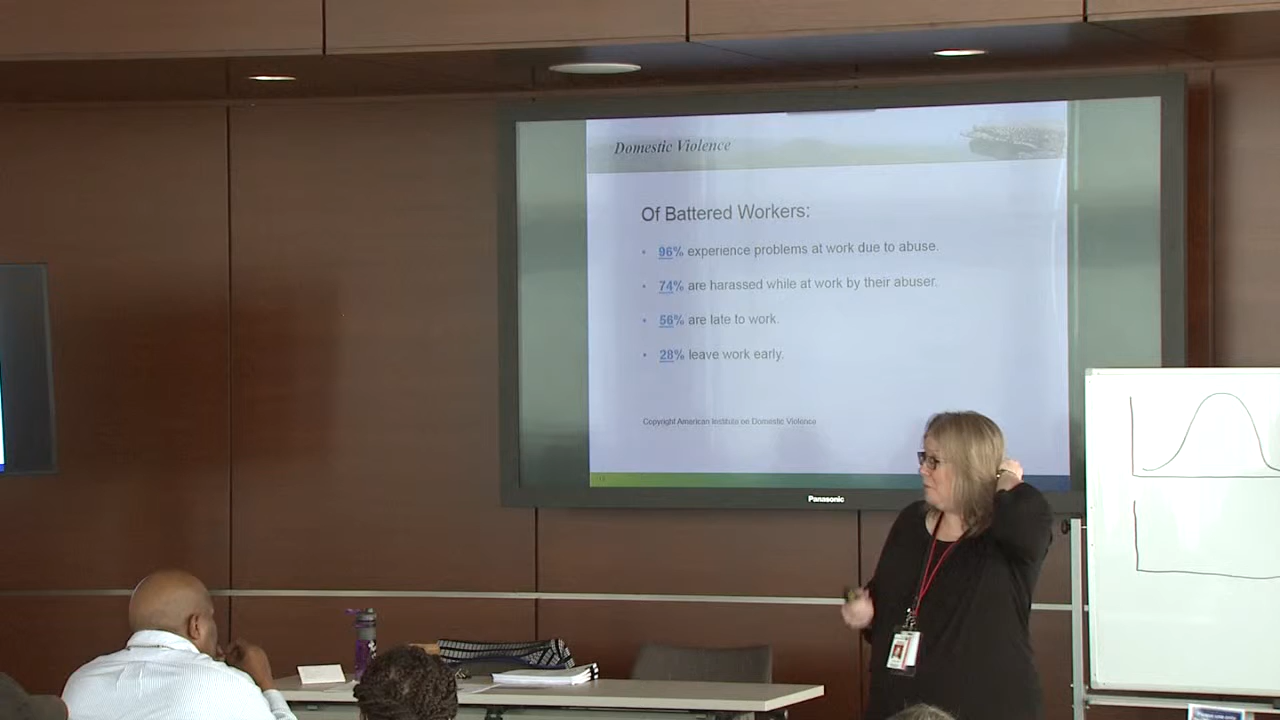 Domestic Violence
Of Battered Workers:
• 96% experience problems at work due to abuse.
• 74% are harassed while at work by their abuser.
• 56% are late to work.
• 28% leave work early.
Copyright American Institute on Domestic Violence
Panasonic